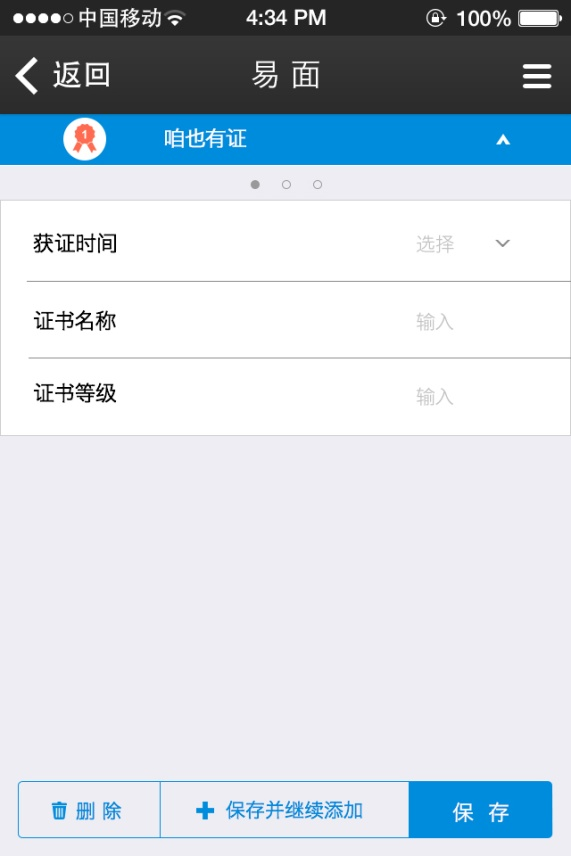 中国移动 4:34 PM 100%
返回 易面
1 咱也有证
获证时间 选择
证书名称 输入
证书等级 输入
删除 保存并继续添加 保存